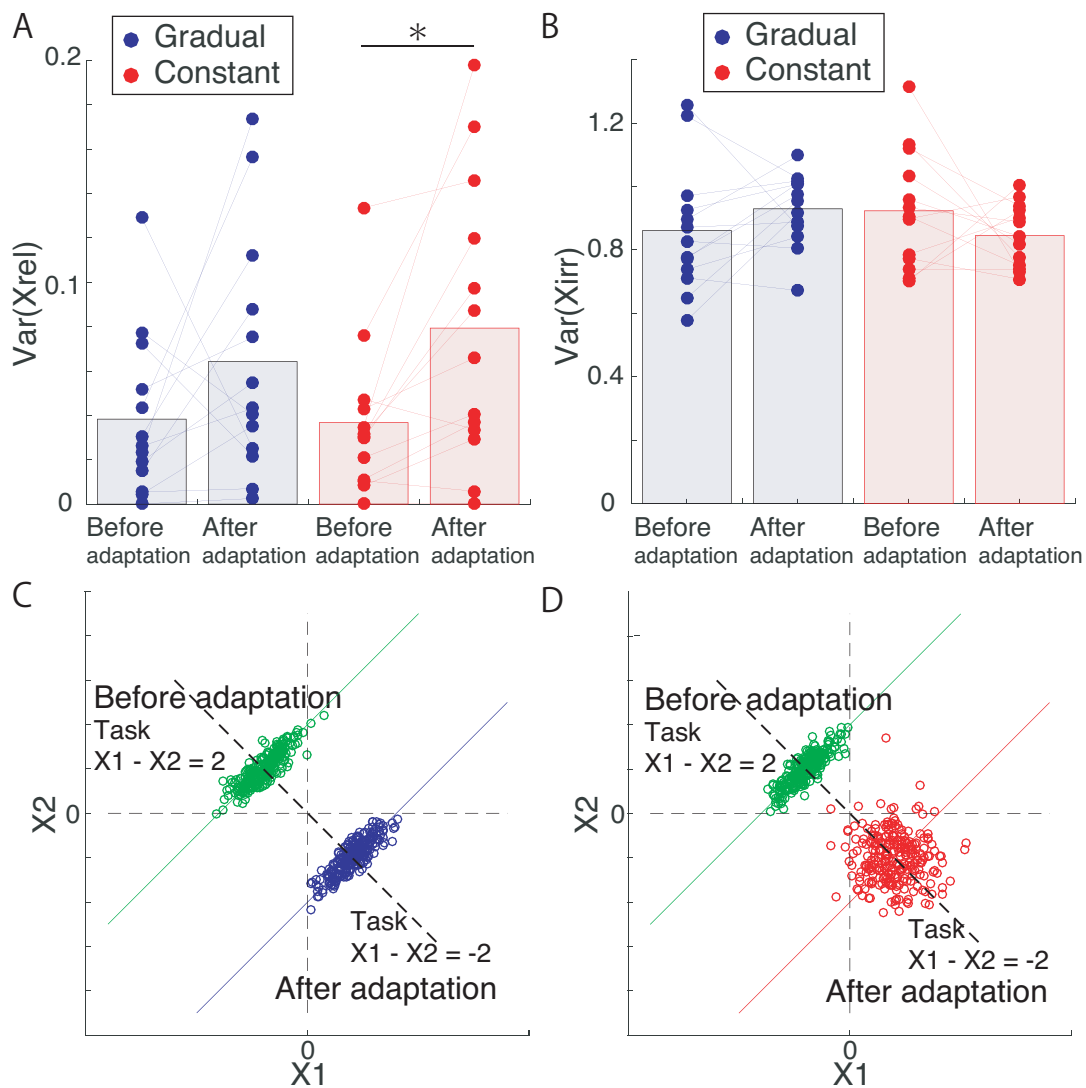 A
Gradual
Constant
*
0.2
0.1
0
Var(Xrel)
Before
adaptation
After
adaptation
Before
adaptation
After
adaptation
B
Gradual
Constant
1.2
0.8
0.4
0
Var(Xirr)
Before
adaptation
After
adaptation
Before
adaptation
After
adaptation
C
Before adaptation
Task
X1 - X2 = 2
X2
0
Task
X1 - X2 = -2
After adaptation
0
X1
D
Before adaptation
Task
X1 - X2 = 2
X2
0
Task
X1 - X2 = -2
After adaptation
0
X1